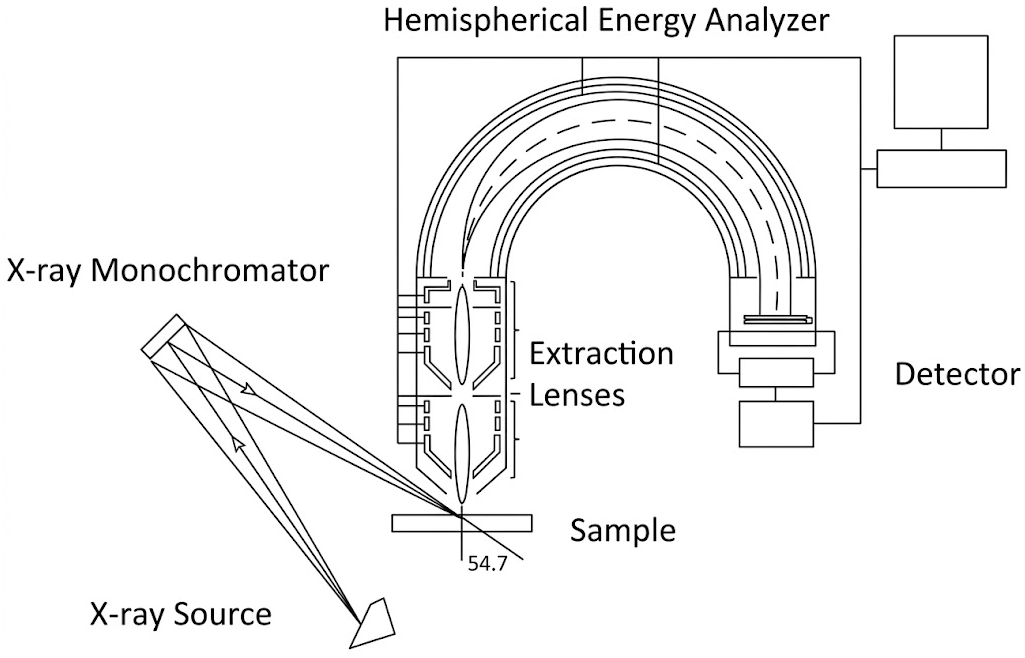 Hemispherical Energy Analyzer
X-ray Monochromator
Extraction
Lenses
Detector
Sample
54.7
X-ray Source